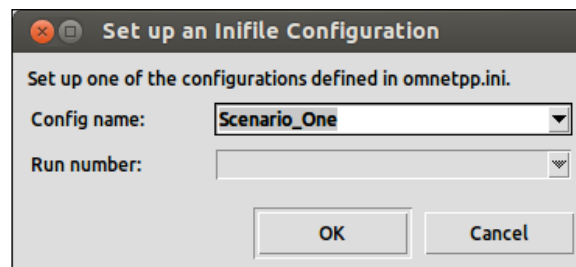 Set up an Inifile Configuration
Set up one of the configurations defined in omnetpp.ini.
Config name: Scenario_One
Run number:
OK Cancel